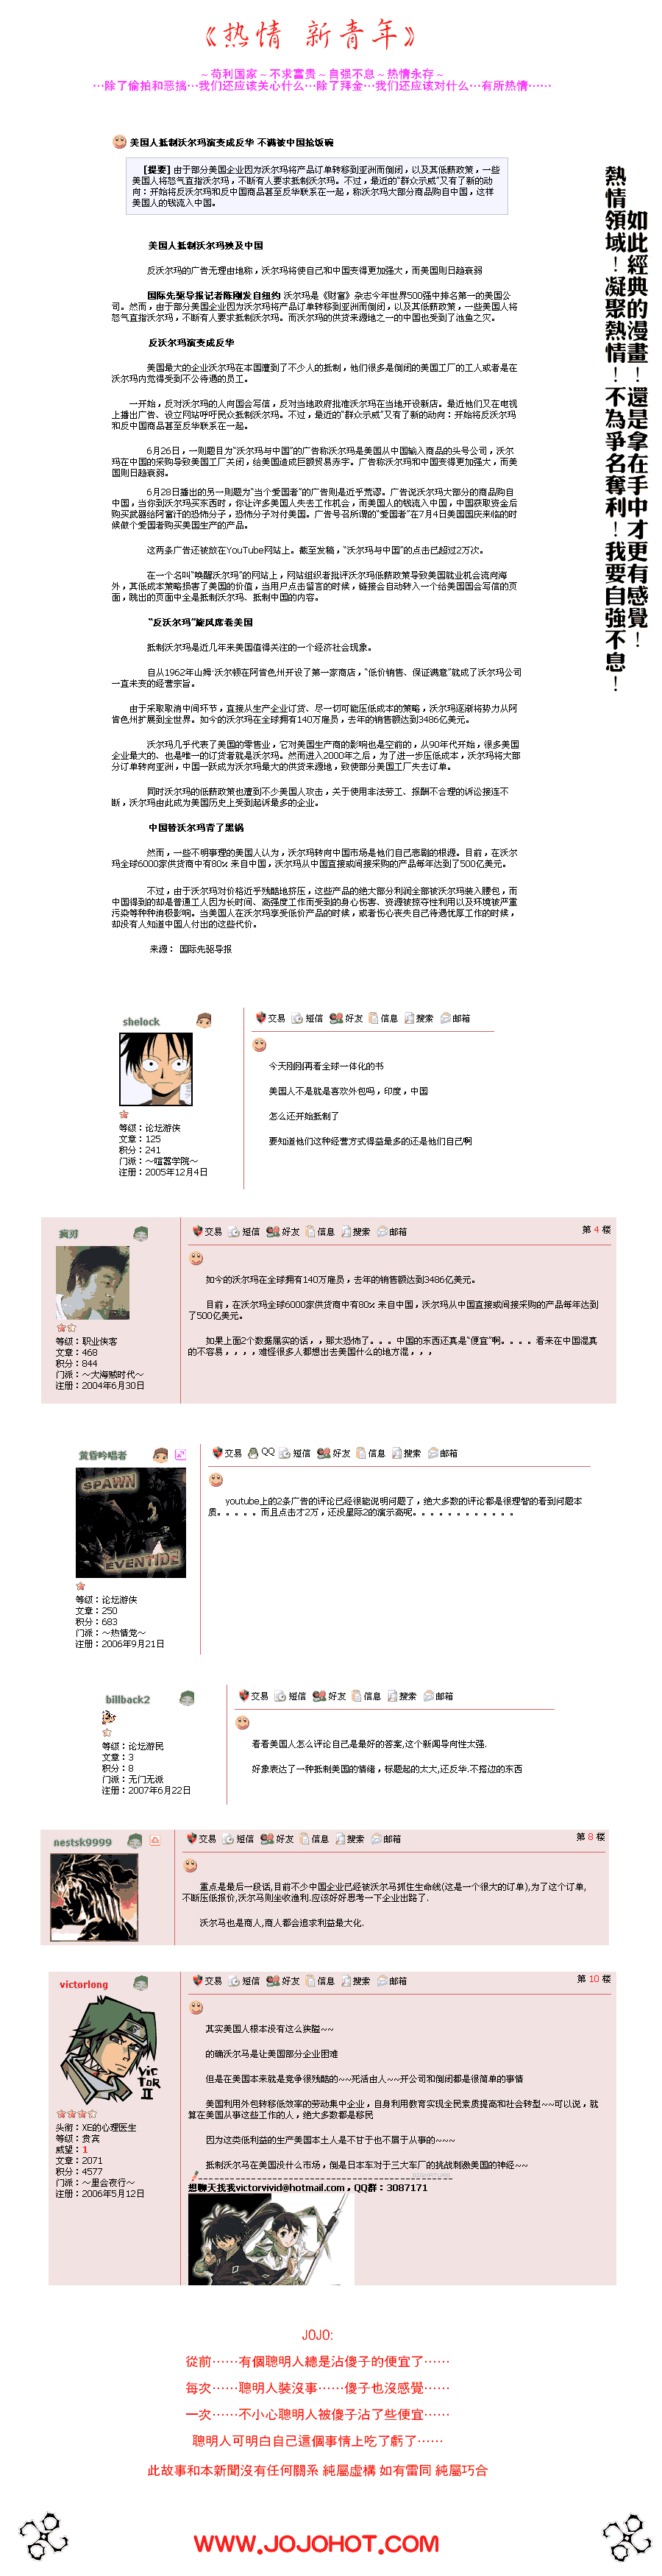 《热情 新青年》
～苟利国家～不求富贵～自强不息～热情永存～
…除了偷拍和恶搞…我们还应该关心什么…除了拜金…我们还应该对什么…有所热情……
美国人抵制沃尔玛演变成反华 不满被中国抢饭碗
[提要] 由于部分美国企业因为沃尔玛将产品订单转移到亚洲而倒闭，以及其低薪政策，一些
美国人将怒气直指沃尔玛，不断有人要求抵制沃尔玛。不过，最近的“群众示威”又有了新的动
向：开始将反沃尔玛和反中国商品甚至反华联系在一起，称沃尔玛大部分商品购自中国，这样
美国人的钱流入中国。
如此經典的漫畫！還是拿在手中才更有感覺！
熱情領域！凝聚熱情！不為爭名奪利！我要自強不息！
美国人抵制沃尔玛殃及中国
反沃尔玛的广告无理由地称，沃尔玛将使自己和中国变得更加强大，而美国则日趋衰弱
国际先驱导报记者陈刚发自纽约 沃尔玛是《财富》杂志今年世界500强中排名第一的美国公
司。然而，由于部分美国企业因为沃尔玛将产品订单转移到亚洲而倒闭，以及其低薪政策，一些美国人将
怒气直指沃尔玛，不断有人要求抵制沃尔玛。而沃尔玛的供货来源地之一的中国也受到了池鱼之灾。
反沃尔玛演变成反华
美国最大的企业沃尔玛在本国遭到了不少人的抵制，他们很多是倒闭的美国工厂的工人或者是在
沃尔玛内觉得受到不公待遇的员工。
一开始，反对沃尔玛的人向国会写信，反对当地政府批准沃尔玛在当地开设新店。最近他们又在电视
上播出广告、设立网站呼吁民众抵制沃尔玛。不过，最近的“群众示威”又有了新的动向：开始将反沃尔玛
和反中国商品甚至反华联系在一起。
6月26日，一则题目为“沃尔玛与中国”的广告称沃尔玛是美国从中国输入商品的头号公司，沃尔
玛在中国的采购导致美国工厂关闭，给美国造成巨额贸易赤字。广告称沃尔玛和中国变得更加强大，而美
国则日趋衰弱。
6月28日播出的另一则题为“当个爱国者”的广告则是近乎荒谬。广告说沃尔玛大部分的商品购自
中国，当你到沃尔玛买东西时，你让许多美国人失去工作机会，而美国人的钱流入中国，中国获取资金后
购买武器给阿富汗的恐怖分子，恐怖分子对付美国。广告号召所谓的“爱国者”在7月4日美国国庆来临的时
候做个爱国者购买美国生产的产品。
这两条广告还被放在YouTube网站上。截至发稿，“沃尔玛与中国”的点击已超过2万次。
在一个名叫“唤醒沃尔玛”的网站上，网站组织者批评沃尔玛低薪政策导致美国就业机会流向海
外，其低成本策略损害了美国的价值，当用户点击留言的时候，链接会自动转入一个给美国国会写信的页
面，跳出的页面中全是抵制沃尔玛、抵制中国的内容。
“反沃尔玛”旋风席卷美国
抵制沃尔玛是近几年来美国值得关注的一个经济社会现象。
自从1962年山姆·沃尔顿在阿肯色州开设了第一家商店，“低价销售、保证满意”就成了沃尔玛公司
一直未变的经营宗旨。
由于采取取消中间环节，直接从生产企业订货、尽一切可能压低成本的策略，沃尔玛逐渐将势力从阿
肯色州扩展到全世界。如今的沃尔玛在全球拥有140万雇员，去年的销售额达到3486亿美元。
沃尔玛几乎代表了美国的零售业，它对美国生产商的影响也是空前的，从90年代开始，很多美国
企业最大的、也是唯一的订货者就是沃尔玛。然而进入2000年之后，为了进一步压低成本，沃尔玛将大部
分订单转向亚洲，中国一跃成为沃尔玛最大的供货来源地，致使部分美国工厂失去订单。
同时沃尔玛的低薪政策也遭到不少美国人攻击，关于使用非法劳工、报酬不合理的诉讼接连不
断，沃尔玛由此成为美国历史上受到起诉最多的企业。
中国替沃尔玛背了黑锅
然而，一些不明事理的美国人认为，沃尔玛转向中国市场是他们自己悲剧的根源。目前，在沃尔
玛全球6000家供货商中有80% 来自中国，沃尔玛从中国直接或间接采购的产品每年达到了500亿美元。
不过，由于沃尔玛对价格近乎残酷地挤压，这些产品的绝大部分利润全部被沃尔玛装入腰包，而
中国得到的却是普通工人因为长时间、高强度工作而受到的身心伤害、资源被掠夺性利用以及环境被严重
污染等种种消极影响。当美国人在沃尔玛享受低价产品的时候，或者伤心丧失自己待遇优厚工作的时候，
却没有人知道中国人付出的这些代价。
来源： 国际先驱导报
shelock
交易 短信 好友 信息 搜索 邮箱
今天刚刚再看全球一体化的书
美国人不是就是喜欢外包吗，印度，中国
怎么还开始抵制了
要知道他们这种经营方式得益最多的还是他们自己啊
等级：论坛游侠
文章：125
积分：241
门派：～喧嚣学院～
注册：2005年12月4日
疯刃
交易 短信 好友 信息 搜索 邮箱
第 4 楼
如今的沃尔玛在全球拥有140万雇员，去年的销售额达到3486亿美元。
目前，在沃尔玛全球6000家供货商中有80% 来自中国，沃尔玛从中国直接或间接采购的产品每年达到
了500亿美元。
如果上面2个数据属实的话，，那太恐怖了。。。中国的东西还真是“便宜”啊。。。。看来在中国混真
的不容易，，，，难怪很多人都想出去美国什么的地方混，，，
等级：职业侠客
文章：468
积分：844
门派：～大海贼时代～
注册：2004年6月30日
黄昏吟唱者
交易 QQ 短信 好友 信息 搜索 邮箱
SPAWN
EVENTIDE
youtube上的2条广告的评论已经很能说明问题了，绝大多数的评论都是很理智的看到问题本
质。。。。。而且点击才2万，还没星际2的演示高呢。。。。。。。。。。。。
等级：论坛游侠
文章：250
积分：683
门派：～热情党～
注册：2006年9月21日
billback2
交易 短信 好友 信息 搜索 邮箱
看看美国人怎么评论自己是最好的答案,这个新闻导向性太强.
好象表达了一种抵制美国的情绪，标题起的太大,还反华.不搭边的东西
等级：论坛游民
文章：3
积分：8
门派：无门无派
注册：2007年6月22日
nestsk9999
交易 短信 好友 信息 搜索 邮箱
第 8 楼
重点是最后一段话,目前不少中国企业已经被沃尔马抓住生命线(这是一个很大的订单),为了这个订单,
不断压低报价,沃尔马则坐收渔利.应该好好思考一下企业出路了.
沃尔马也是商人,商人都会追求利益最大化.
victorlong
交易 短信 好友 信息 搜索 邮箱
第 10 楼
其实美国人根本没有这么狭隘~~
的确沃尔马是让美国部分企业困难
但是在美国本来就是竞争很残酷的~~死活由人~~开公司和倒闭都是很简单的事情
美国利用外包转移低效率的劳动集中企业，自身利用教育实现全民素质提高和社会转型~~可以说，就
算在美国从事这些工作的人，绝大多数都是移民
因为这类低利益的生产美国本土人是不甘于也不屑于从事的~~~
抵制沃尔马在美国没什么市场，倒是日本车对于三大车厂的挑战刺激美国的神经~~
SIGNATURE
想聊天找我victorvivid@hotmail.com，QQ群：3087171
VICTOR II
头衔：XE的心理医生
等级：贵宾
威望：1
文章：2071
积分：4577
门派：～里会夜行～
注册：2006年5月12日
JOJO:
從前……有個聰明人總是沾傻子的便宜了……
每次……聰明人裝沒事……傻子也沒感覺……
一次……不小心聰明人被傻子沾了些便宜……
聰明人可明白自己這個事情上吃了虧了……
此故事和本新聞沒有任何關系 純屬虛構 如有雷同 純屬巧合
WWW.JOJOHOT.COM